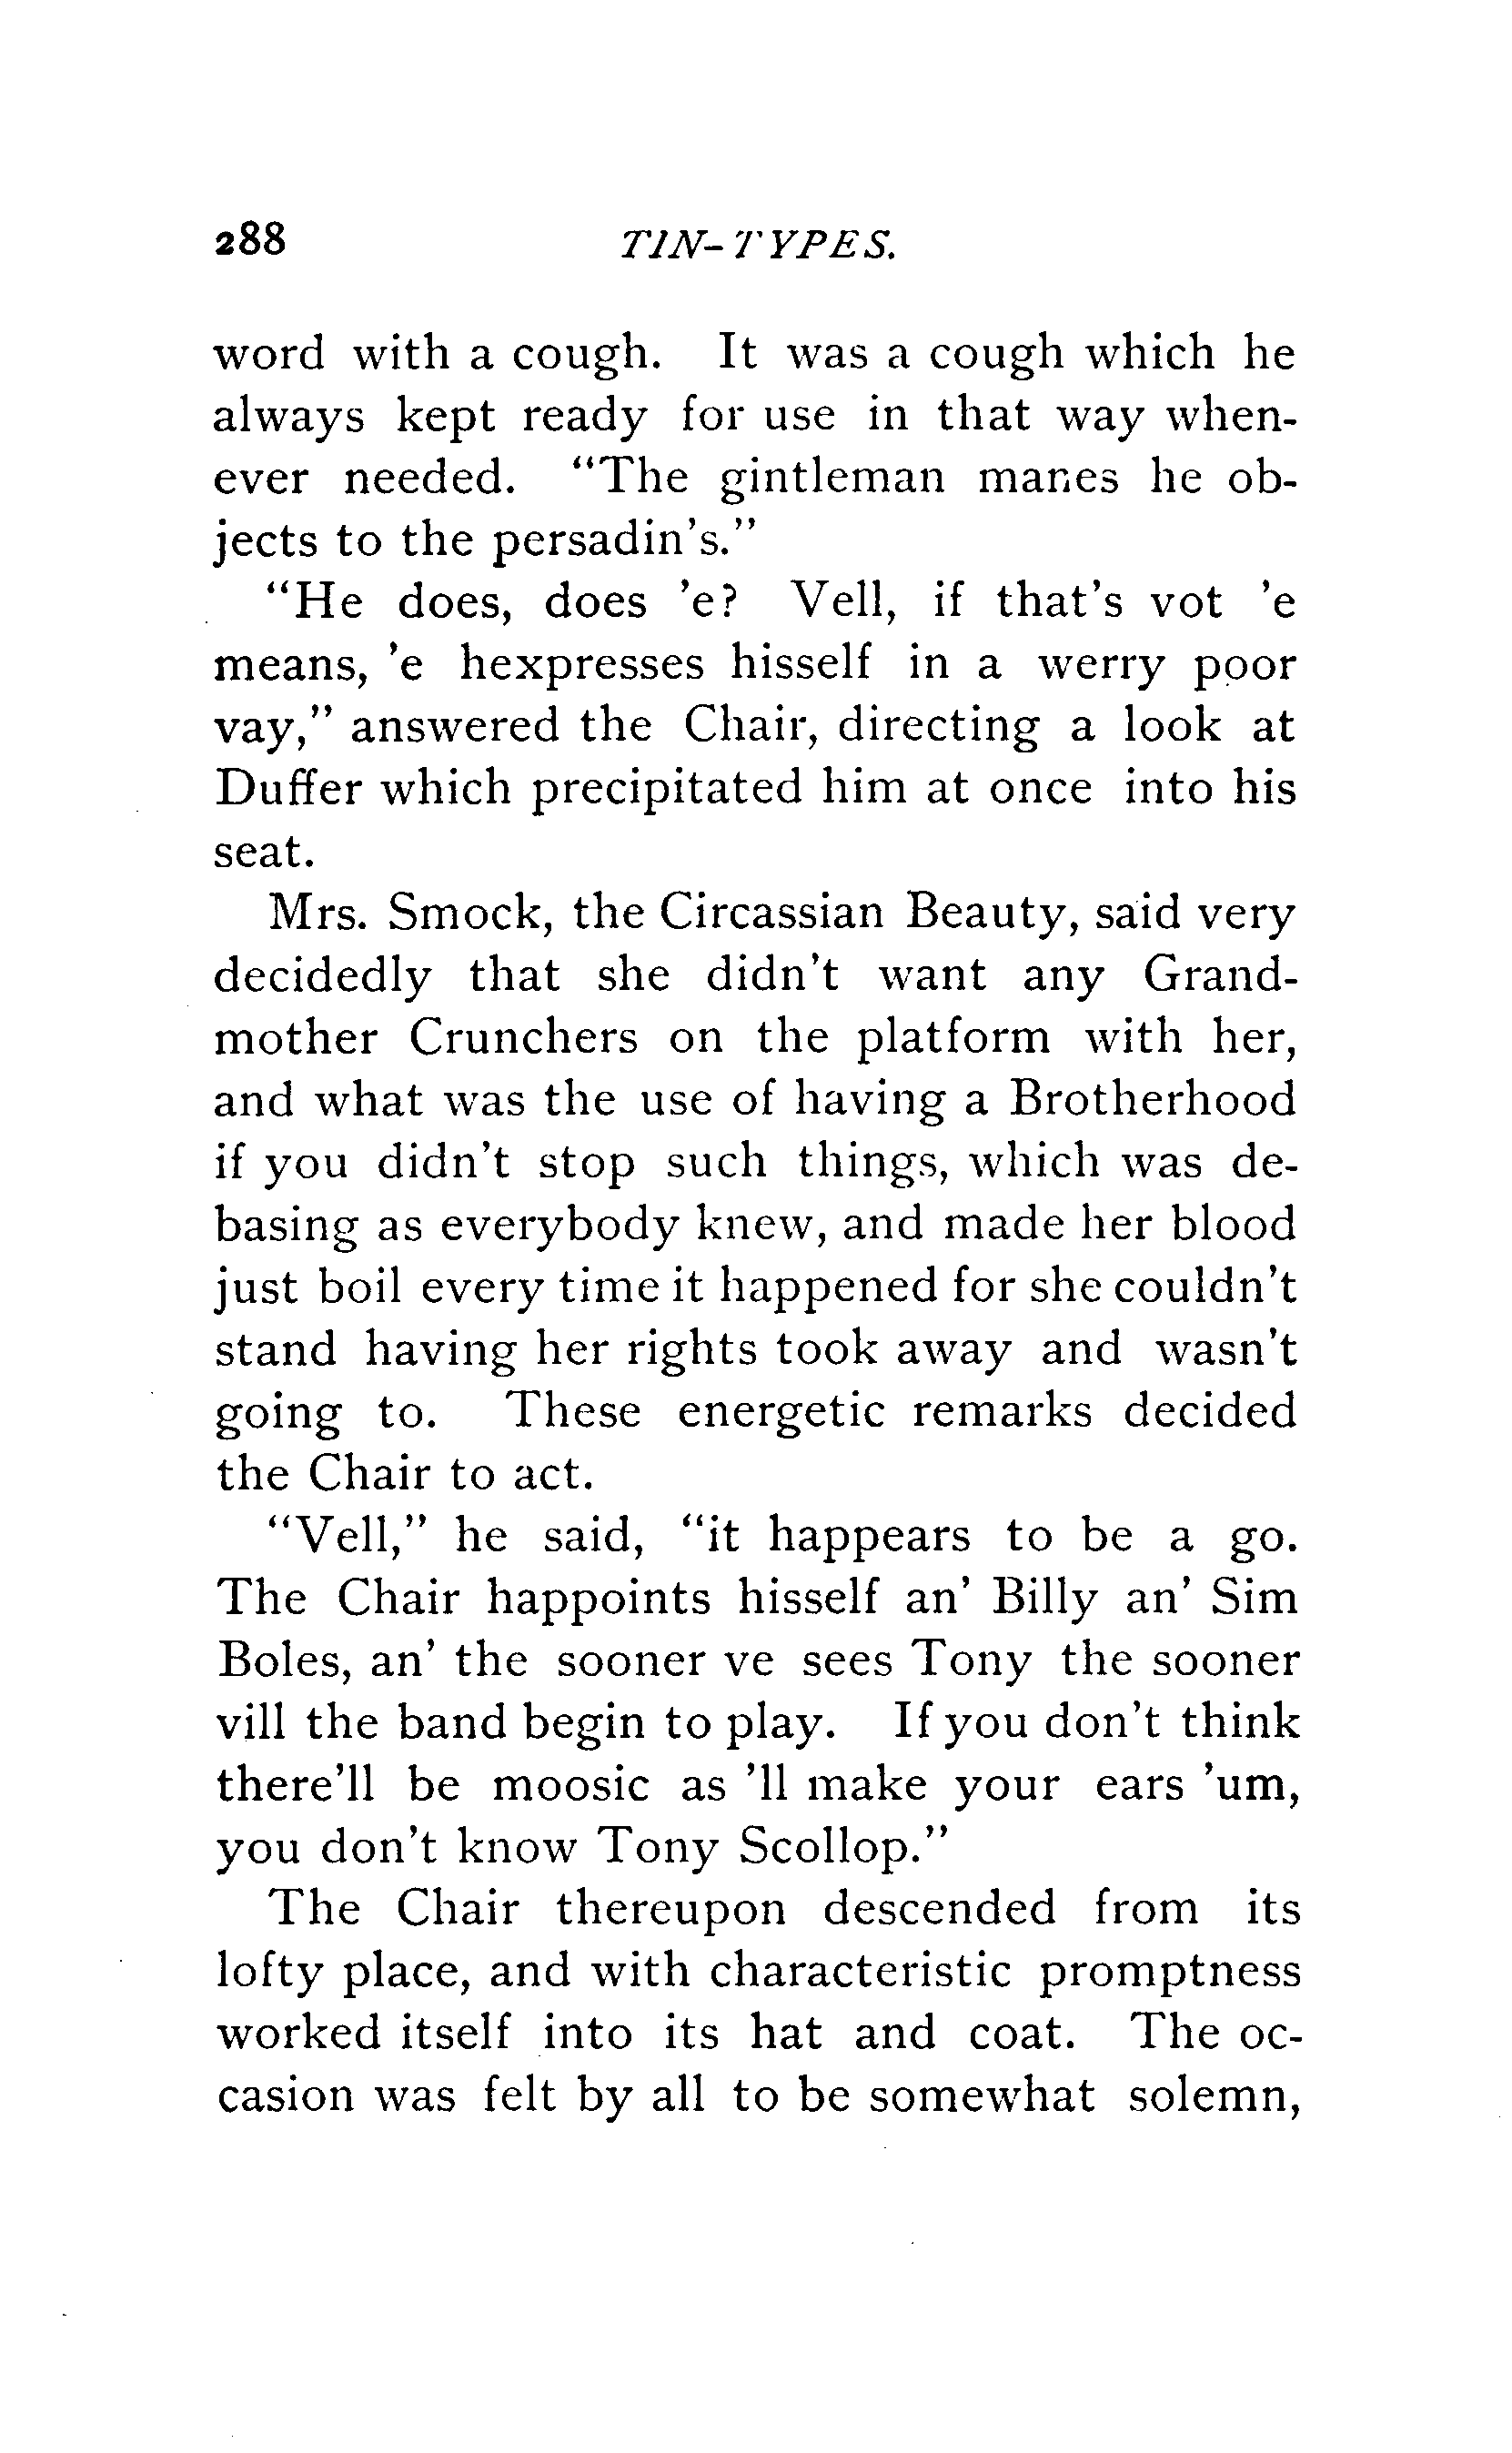 288 TIN-TYPES.
word with a cough. It was a cough which he
always kept ready for use in that way when-
ever needed. "The gintleman manes he ob-
jects to the persadin's."
"He does, does 'e? Vell, if that's vot 'e
means, 'e hexpresses hisself in a werry poor
vay," answered the Chair, directing a look at
Duffer which precipitated him at once into his
seat.
Mrs. Smock, the Circassian Beauty, said very
decidedly that she didn't want any Grand-
mother Crunchers on the platform with her,
and what was the use of having a Brotherhood
if you didn't stop such things, which was de-
basing as everybody knew, and made her blood
just boil every time it happened for she couldn't
stand having her rights took away and wasn't
going to. These energetic remarks decided
the Chair to act.
"Vell," he said, "it happears to be a go.
The Chair happoints hisself an' Billy an' Sim
Boles, an' the sooner ve sees Tony the sooner
vill the band begin to play. If you don't think
there'll be moosic as 'll make your ears 'um,
you don't know Tony Scollop."
The Chair thereupon descended from its
lofty place, and with characteristic promptness
worked itself into its hat and coat. The oc-
casion was felt by all to be somewhat solemn,